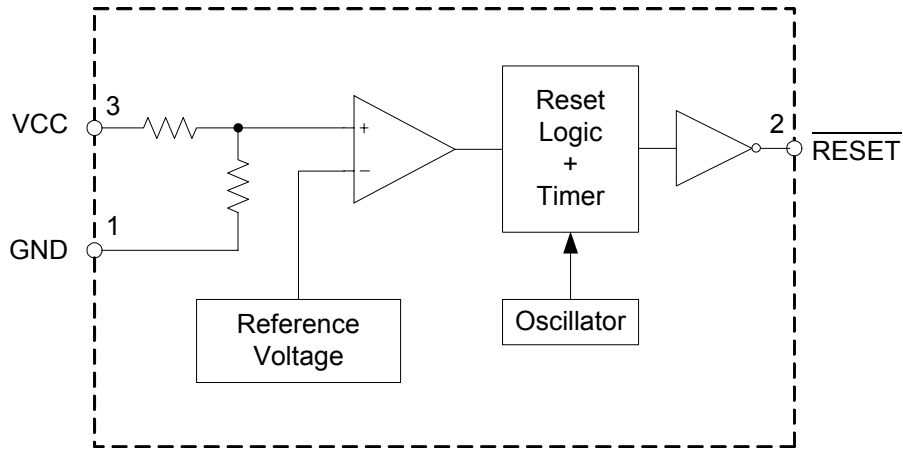 VCC
3
+
−
Reset
Logic
+
Timer
2
RESET
GND
1
Reference
Voltage
Oscillator